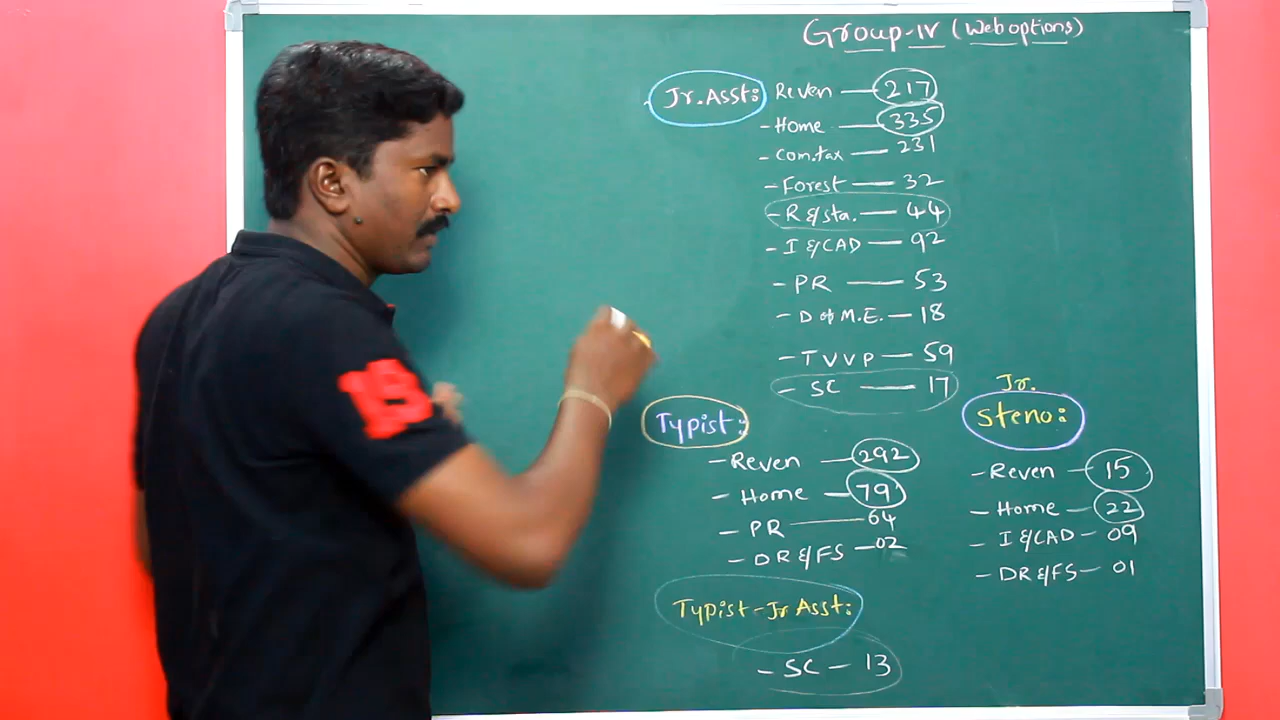 Group-IV (Web options)
Jr. Asst: Reven — 217
- Home — 335
- Com.tax — 231
- Forest — 32
- R & Sta. — 44
- I & CAD — 92
- PR — 53
- D of M.E. — 18
- TVVP — 59
- SC — 17
Typist:
- Reven — 292
- Home — 79
- PR — 64
- DR & FS — 02
Jr.
Steno:
- Reven — 15
- Home — 22
- I & CAD - 09
- DR & FS - 01
Typist - Jr Asst:
- SC - 13